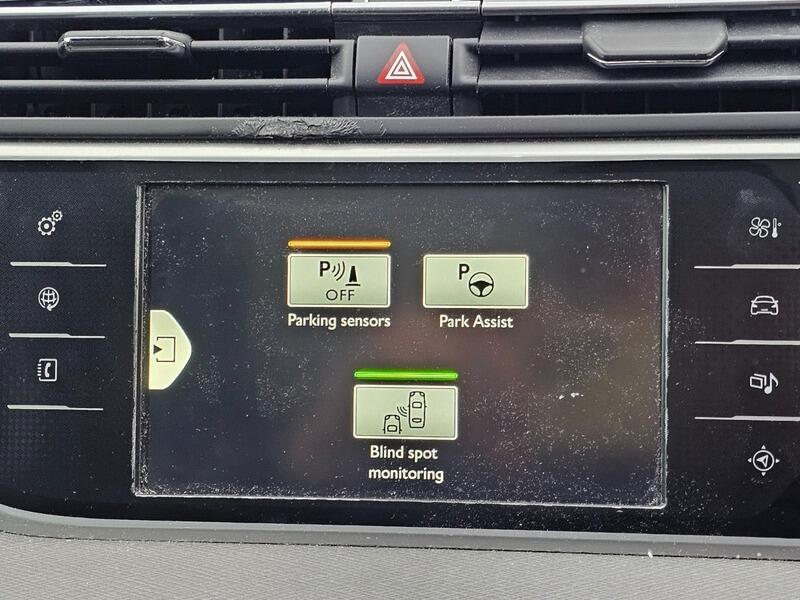 P
OFF
Parking sensors
P
Park Assist
Blind spot
monitoring